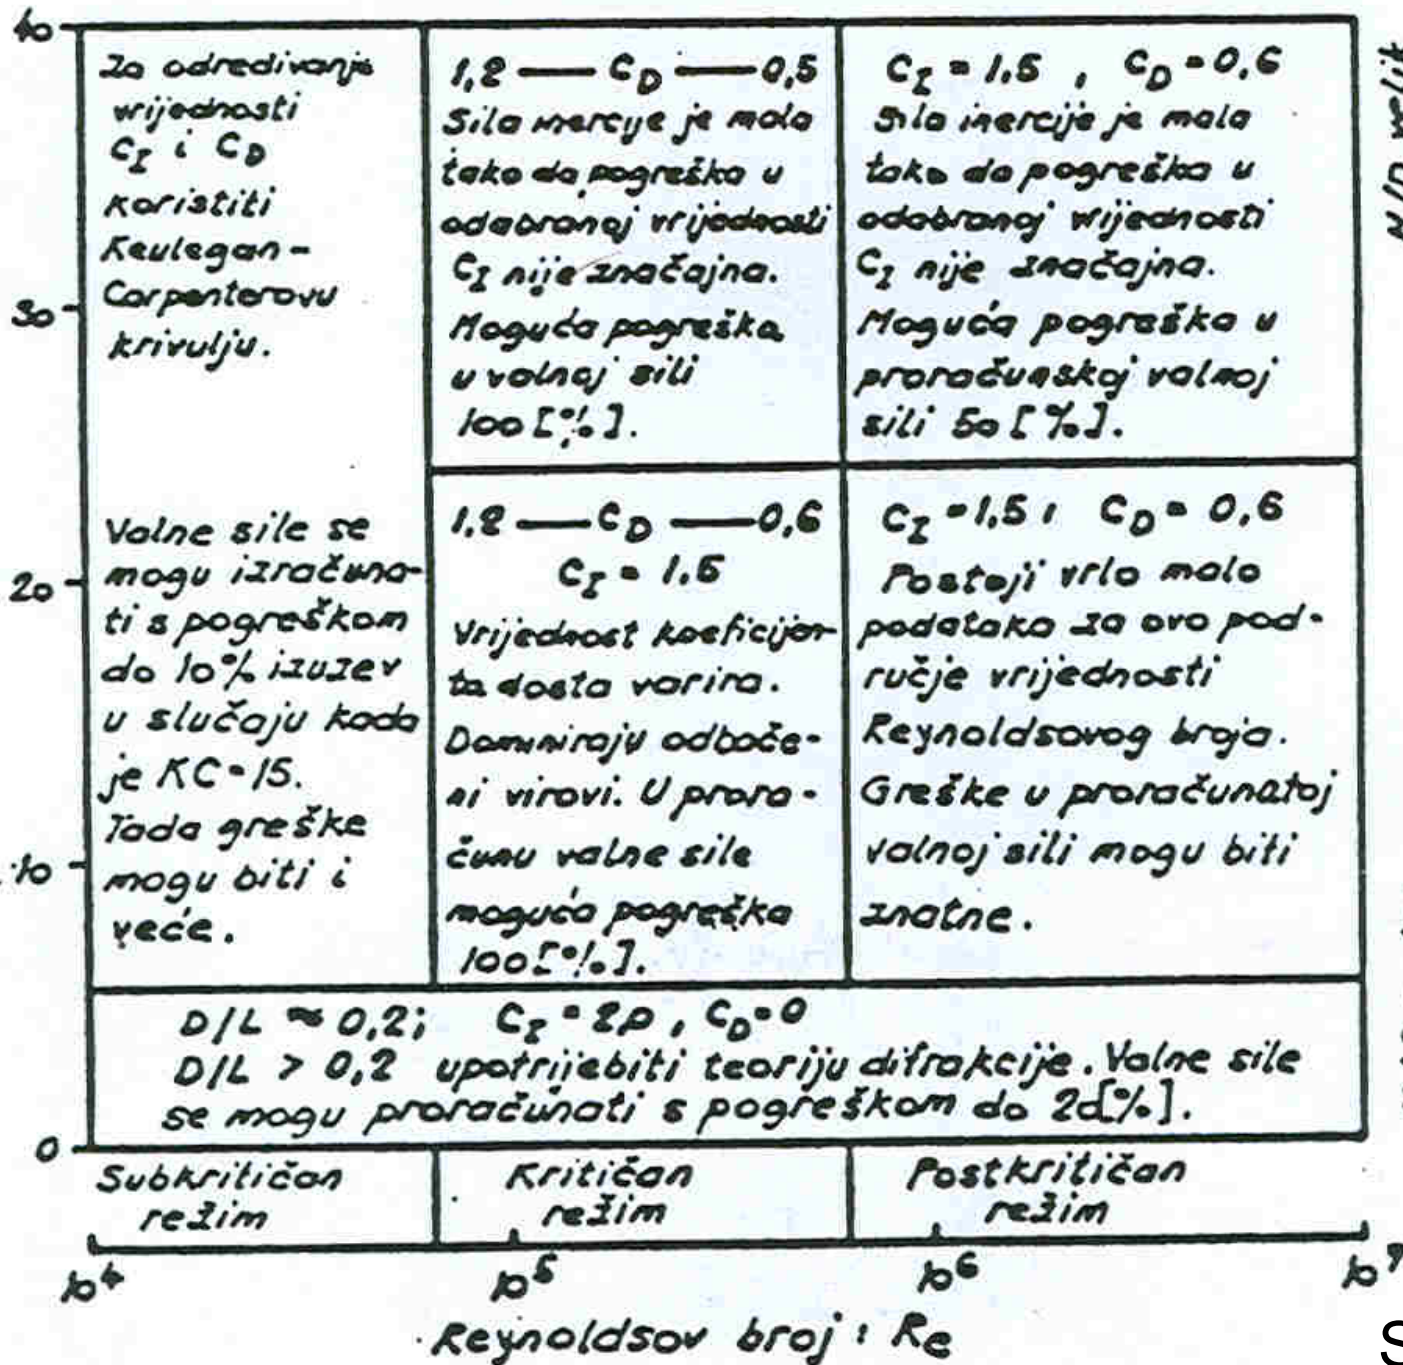 40
Za određivanje
vrijednosti
C_I i C_D
koristiti
Keulegan-
Carpenterovu
krivulju.
Valne sile se
mogu izračuna-
ti s pogreškom
do 10% izuzev
u slučaju kada
je KC=15.
Tada greške
mogu biti i
veće.
1,2 — C_D — 0,5
Sila inercije je mala
tako da pogreška u
odabranoj vrijednosti
C_I nije značajna.
Moguća pogreška
u valnoj sili
100 [%].
C_I = 1.5 , C_D = 0,6
Sila inercije je mala
tako da pogreška u
odabranoj vrijednosti
C_I nije značajna.
Moguća pogreška u
proračunskoj valnoj
sili 50 [%].
30
1,2 — C_D — 0,6
C_I = 1.5
Vrijednost koeficijen-
ta dosta varira.
Dominiraju odbače-
ni virovi. U prora-
čunu valne sile
moguća pogreška
100 [%].
C_I = 1,5 , C_D = 0,6
Postoji vrlo malo
podataka za ovo pod-
ručje vrijednosti
Reynoldsovog broja.
Greške u proračunatoj
valnoj sili mogu biti
znatne.
20
10
D/L ≈ 0,2; C_I = 2,0 , C_D = 0
D/L > 0,2 upotrijebiti teoriju difrakcije. Valne sile
se mogu proračunati s pogreškom do 20[%].
0
Subkritičan
režim
Kritičan
režim
Postkritičan
režim
10⁴ 10⁵ 10⁶ 10⁷
Reynoldsov broj : Re
H/D velik
S